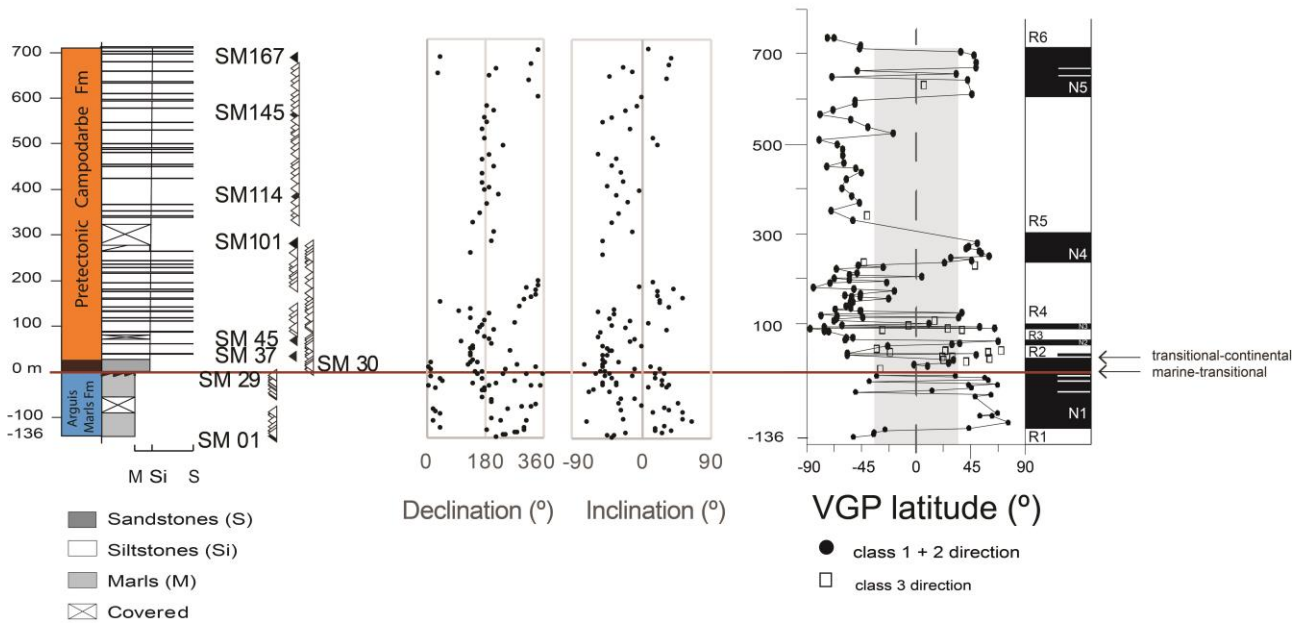 700
600
500
400
300
200
100
0 m
-100
-136
Pretectonic Campodarbe Fm
Arguis
Marls Fm
M Si S
SM167
SM145
SM114
SM101
SM 45
SM 37
SM 30
SM 29
SM 01
0 180 360
Declination (º)
-90 0 90
Inclination (º)
700
500
300
100
-136
-90 -45 0 45 90
VGP latitude (º)
R6
N5
R5
N4
R4
N3
R3
N2
R2
N1
R1
transitional-continental
marine-transitional
Sandstones (S)
Siltstones (Si)
Marls (M)
Covered
class 1 + 2 direction
class 3 direction